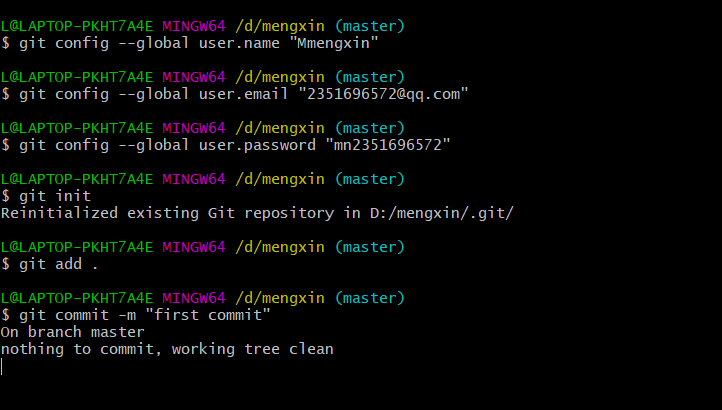 L@LAPTOP-PKHT7A4E MINGW64 /d/mengxin (master)
$ git config --global user.name "Mmengxin"
L@LAPTOP-PKHT7A4E MINGW64 /d/mengxin (master)
$ git config --global user.email "2351696572@qq.com"
L@LAPTOP-PKHT7A4E MINGW64 /d/mengxin (master)
$ git config --global user.password "mn2351696572"
L@LAPTOP-PKHT7A4E MINGW64 /d/mengxin (master)
$ git init
Reinitialized existing Git repository in D:/mengxin/.git/
L@LAPTOP-PKHT7A4E MINGW64 /d/mengxin (master)
$ git add .
L@LAPTOP-PKHT7A4E MINGW64 /d/mengxin (master)
$ git commit -m "first commit"
On branch master
nothing to commit, working tree clean